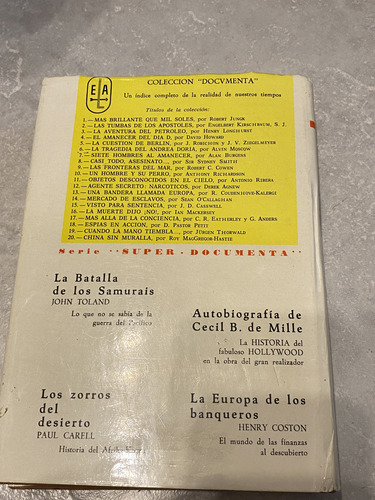 E A
L
COLECCION "DOCVMENTA"
Un índice completo de la realidad de nuestros tiempos
Títulos de la colección:
1.—MAS BRILLANTE QUE MIL SOLES, por ROBERT JUNGK
2.—LAS TUMBAS DE LOS APOSTOLES, por ENGELBERT KIRSCHBAUM, S. J.
3.—LA AVENTURA DEL PETROLEO, por HENRY LONGHURST
4.—EL AMANECER DEL DIA D, por DAVID HOWARD
5.—LA CUESTION DE BERLIN, por J. ROBICHON y J. V. ZIEGELMEYER
6.—LA TRAGEDIA DEL ANDREA DORIA, por ALVIN MOSCOW
7.—SIETE HOMBRES AL AMANECER, por ALAN BURGESS
8.—CASI TODO, ASESINATO..., por SIR SYDNEY SMITH
9.—LAS FRONTERAS DEL MAR, por ROBERT C. COWEN
10.—UN HOMBRE Y SU PERRO, por ANTHONY RICHARDSON
11.—OBJETOS DESCONOCIDOS EN EL CIELO, por ANTONIO RIBERA
12.—AGENTE SECRETO: NARCOTICOS, por DEREK AGNEW
13.—UNA BANDERA LLAMADA EUROPA, por R. COUDENHOVE-KALERGI
14.—MERCADO DE ESCLAVOS, por SEAN O'CALLAGHAN
15.—VISTO PARA SENTENCIA, por J. D. CASSWELL
16.—LA MUERTE DIJO ¡NO!, por IAN MACKERSEY
17.—MAS ALLA DE LA CONCIENCIA, por C. R. EATHERLEY y G. ANDERS
18.—ESPIAS EN ACCION, por D. PASTOR PETIT
19.—CUANDO LA MANO TIEMBLA..., por JÜRGEN THORWALD
20.—CHINA SIN MURALLA, por ROY MACGREGOR-HASTIE
Serie "SUPER - DOCUMENTA"
La Batalla
de los Samurais
JOHN TOLAND
Lo que no se sabía de la
guerra del Pacífico
Autobiografía de
Cecil B. de Mille
La HISTORIA del
fabuloso HOLLYWOOD
en la obra del gran realizador
Los zorros
del
desierto
PAUL CARELL
Historia del
La Europa de los
banqueros
HENRY COSTON
El mundo de las finanzas
al descubierto